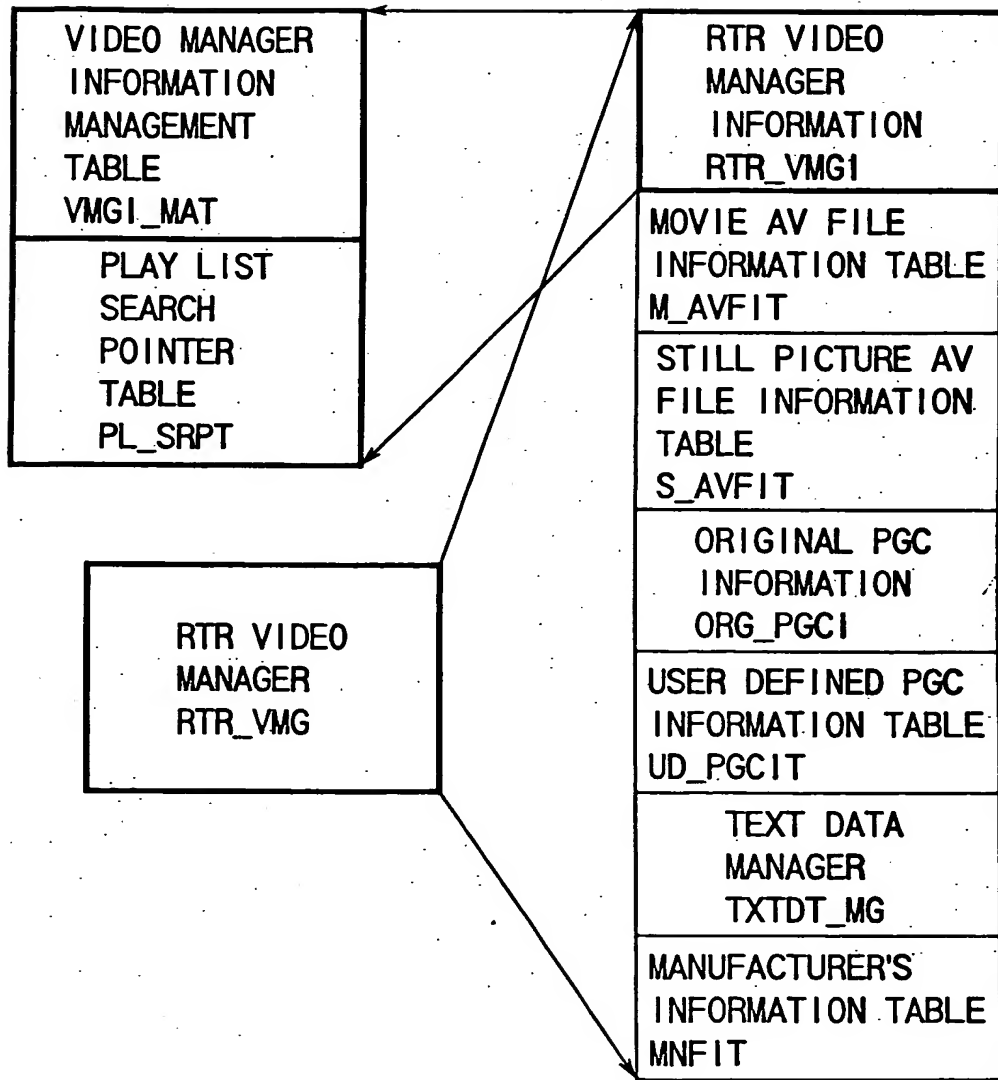 VIDEO MANAGER
INFORMATION
MANAGEMENT
TABLE
VMGI_MAT
PLAY LIST
SEARCH
POINTER
TABLE
PL_SRPT
RTR VIDEO
MANAGER
RTR_VMG
RTR VIDEO
MANAGER
INFORMATION
RTR_VMGI
MOVIE AV FILE
INFORMATION TABLE
M_AVFIT
STILL PICTURE AV
FILE INFORMATION
TABLE
S_AVFIT
ORIGINAL PGC
INFORMATION
ORG_PGCI
USER DEFINED PGC
INFORMATION TABLE
UD_PGCIT
TEXT DATA
MANAGER
TXTDT_MG
MANUFACTURER'S
INFORMATION TABLE
MNFIT